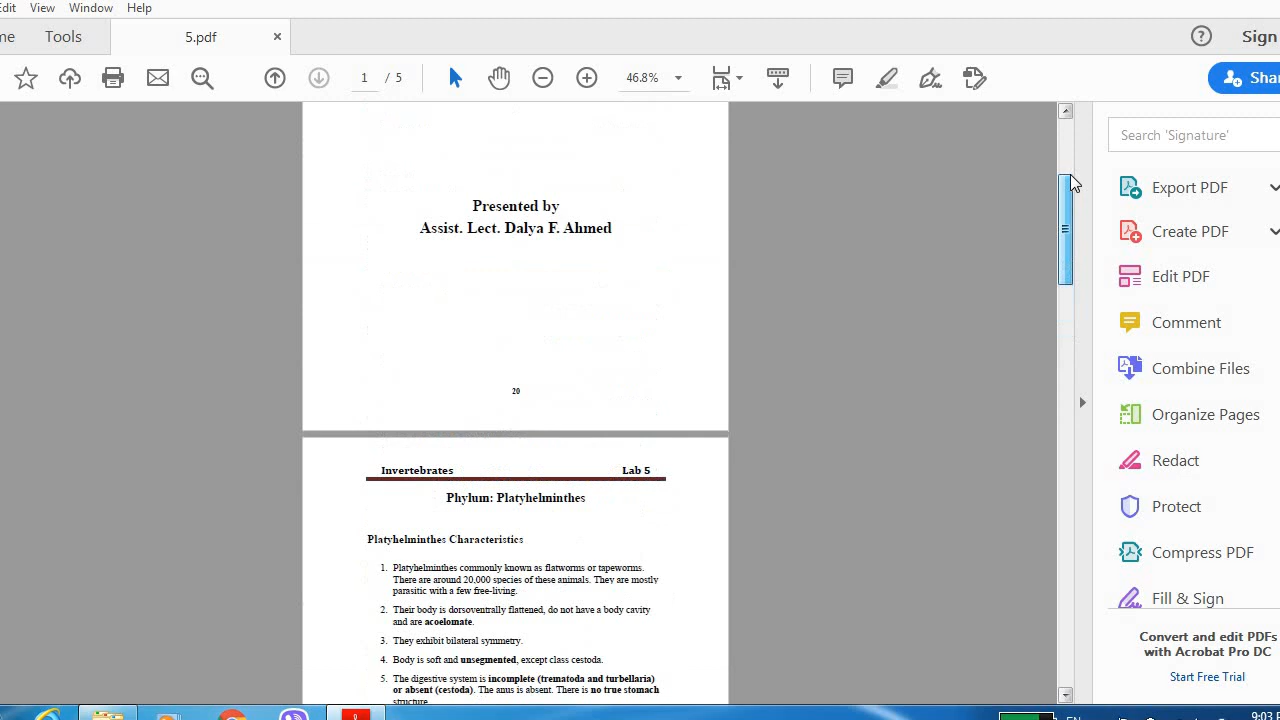 Edit View Window Help
me Tools 5.pdf × ? Sign
1 / 5 46.8% Shar
Presented by
Assist. Lect. Dalya F. Ahmed
20
Invertebrates Lab 5
Phylum: Platyhelminthes
Platyhelminthes Characteristics
1. Platyhelminthes commonly known as flatworms or tapeworms.
There are around 20,000 species of these animals. They are mostly
parasitic with a few free-living.
2. Their body is dorsoventrally flattened, do not have a body cavity
and are acoelomate.
3. They exhibit bilateral symmetry.
4. Body is soft and unsegmented, except class cestoda.
5. The digestive system is incomplete (trematoda and turbellaria)
or absent (cestoda). The anus is absent. There is no true stomach
structure
Search 'Signature'
Export PDF
Create PDF
Edit PDF
Comment
Combine Files
Organize Pages
Redact
Protect
Compress PDF
Fill & Sign
Convert and edit PDFs
with Acrobat Pro DC
Start Free Trial
EN 9:03 P